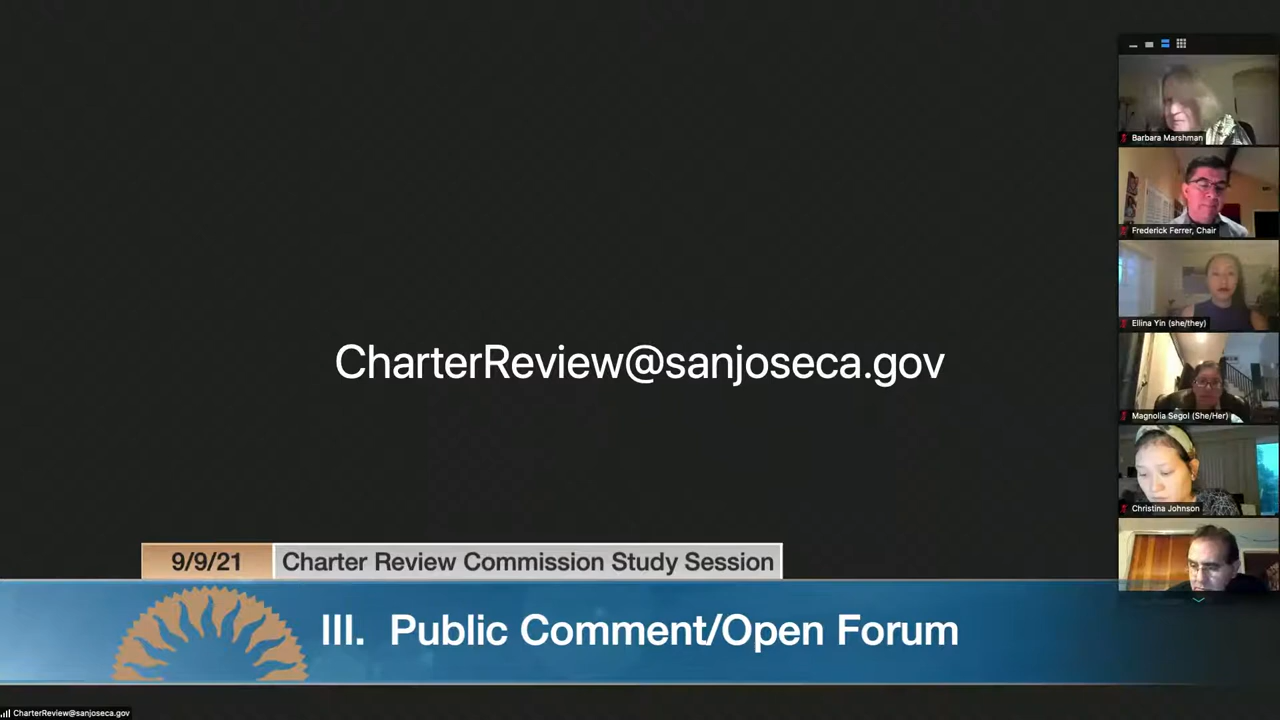 Barbara Marshman
Frederick Ferrer, Chair
Ellina Yin (she/they)
Magnolia Segol (She/Her)
Christina Johnson
CharterReview@sanjoseca.gov
9/9/21 Charter Review Commission Study Session
III. Public Comment/Open Forum
CharterReview@sanjoseca.gov